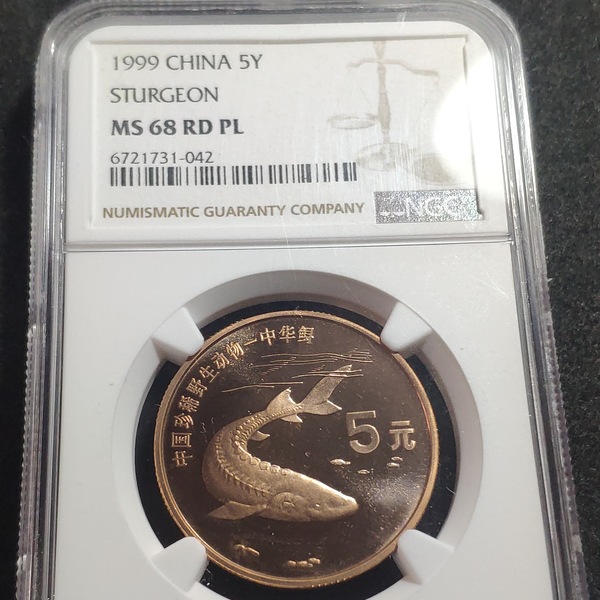 1999 CHINA 5Y
STURGEON
MS 68 RD PL
6721731-042
NUMISMATIC GUARANTY COMPANY
NGC
中国珍稀野生动物—中华鲟
5元